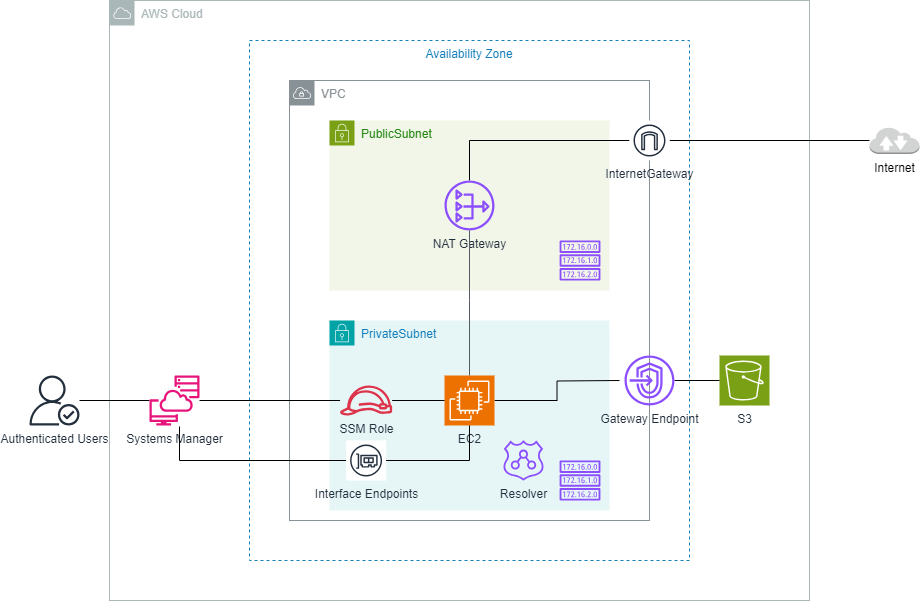 AWS Cloud
Availability Zone
VPC
PublicSubnet
InternetGateway
Internet
NAT Gateway
172.16.0.0
172.16.1.0
172.16.2.0
PrivateSubnet
SSM Role
EC2
Gateway Endpoint
S3
Authenticated Users
Systems Manager
Interface Endpoints
Resolver
172.16.0.0
172.16.1.0
172.16.2.0